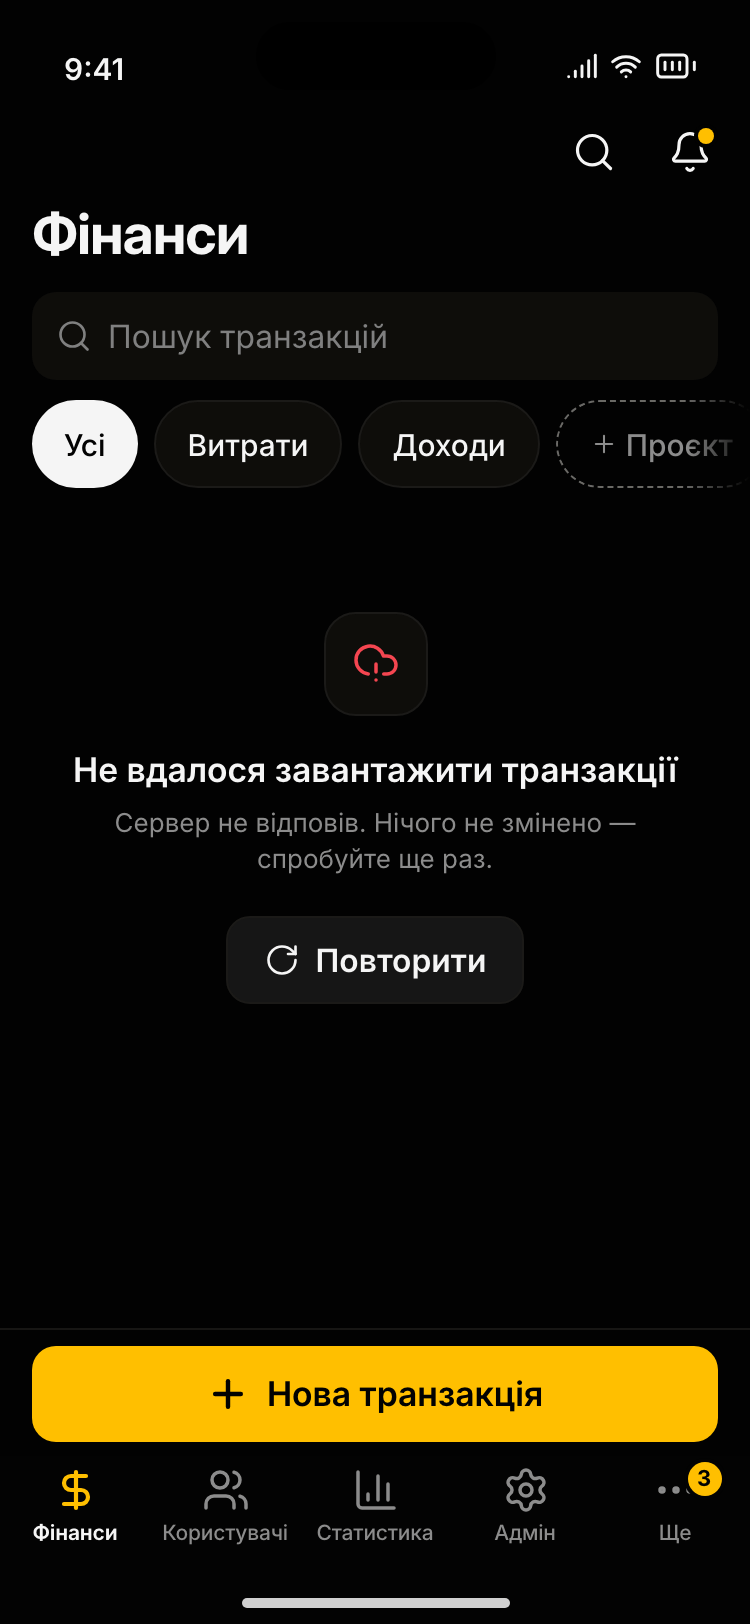 9:41
Фінанси
Пошук транзакцій
Усі
Витрати
Доходи
+ Проєкт
Не вдалося завантажити транзакції
Сервер не відповів. Нічого не змінено —
спробуйте ще раз.
Повторити
+ Нова транзакція
3
Фінанси
Користувачі
Статистика
Адмін
Ще